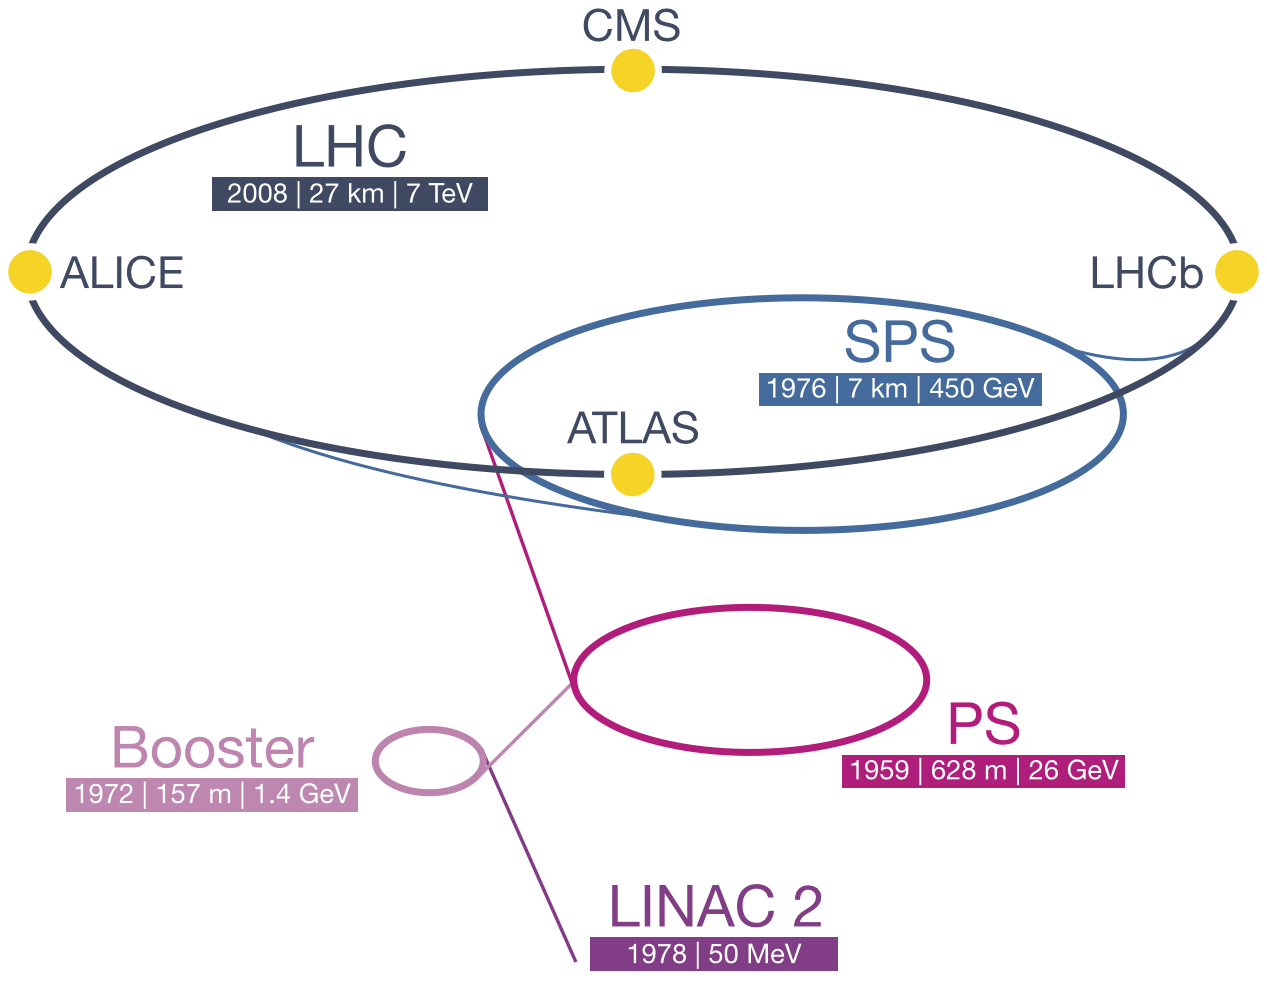 CMS
LHC
2008 | 27 km | 7 TeV
ALICE
LHCb
SPS
1976 | 7 km | 450 GeV
ATLAS
PS
1959 | 628 m | 26 GeV
Booster
1972 | 157 m | 1.4 GeV
LINAC 2
1978 | 50 MeV